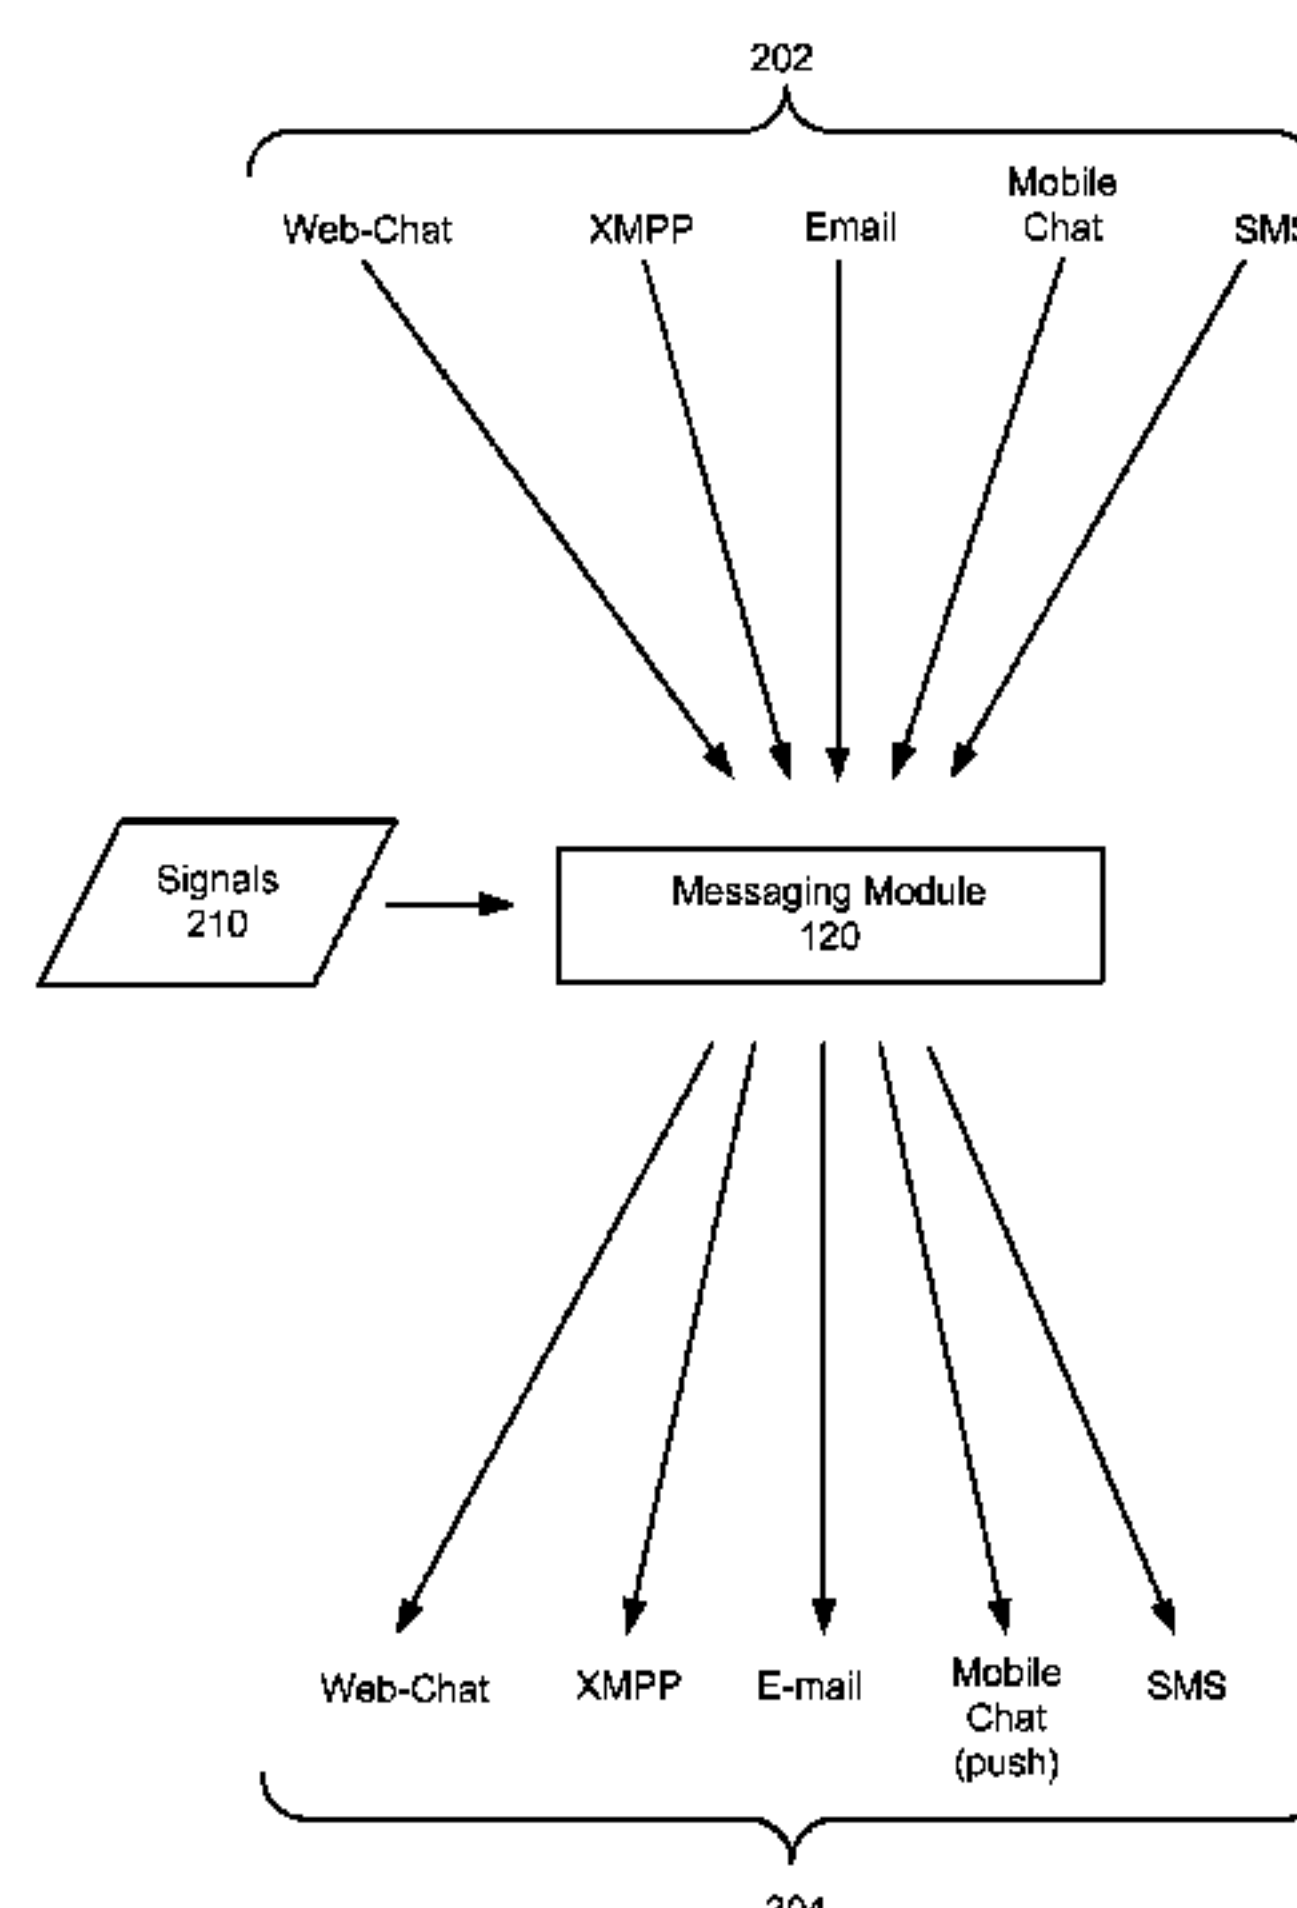 202
Web-Chat
XMPP
Email
Mobile
Chat
Signals
210
Messaging Module
120
Web-Chat
XMPP
E-mail
Mobile
Chat
(push)
SMS